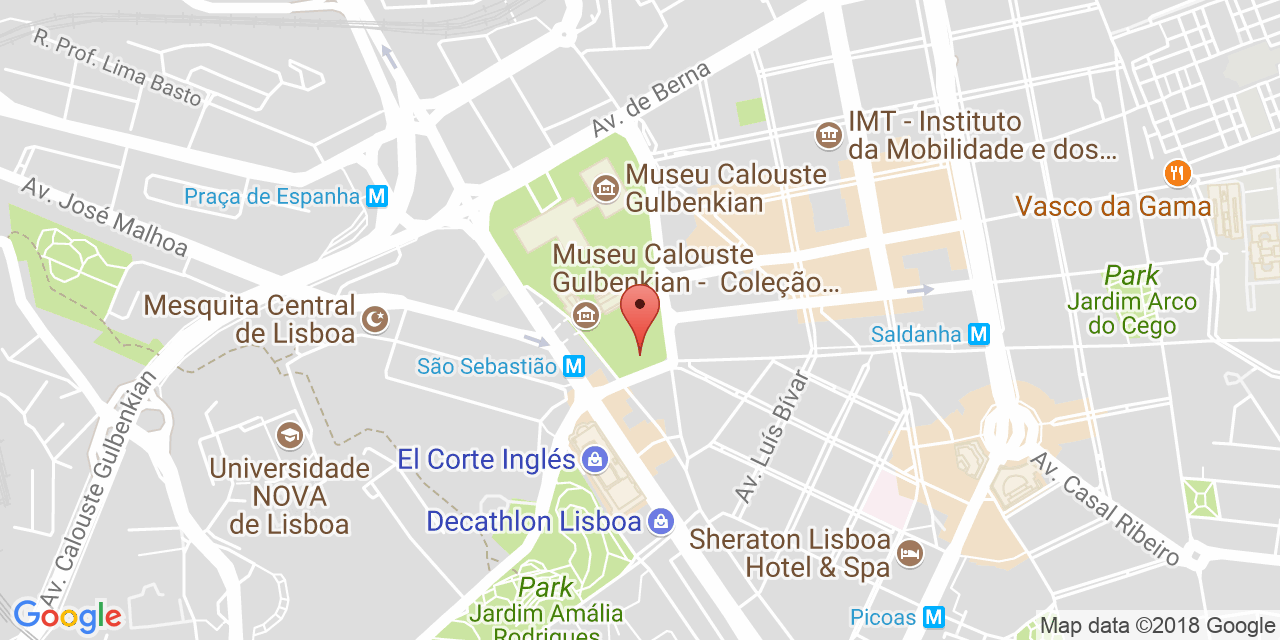 R. Prof. Lima Basto
Av. de Berna
IMT - Instituto
da Mobilidade e dos...
Museu Calouste
Gulbenkian
Vasco da Gama
Praça de Espanha M
Av. José Malhoa
Museu Calouste
Gulbenkian - Coleção...
Park
Jardim Arco
do Cego
Mesquita Central
de Lisboa
Saldanha M
São Sebastião M
Av. Luís Bívar
Av. Calouste Gulbenkian
El Corte Inglés
Universidade
NOVA
de Lisboa
Decathlon Lisboa
Av. Casal Ribeiro
Sheraton Lisboa
Hotel & Spa
Park
Jardim Amália
Rodrigues
Picoas M
Google
Map data ©2018 Google